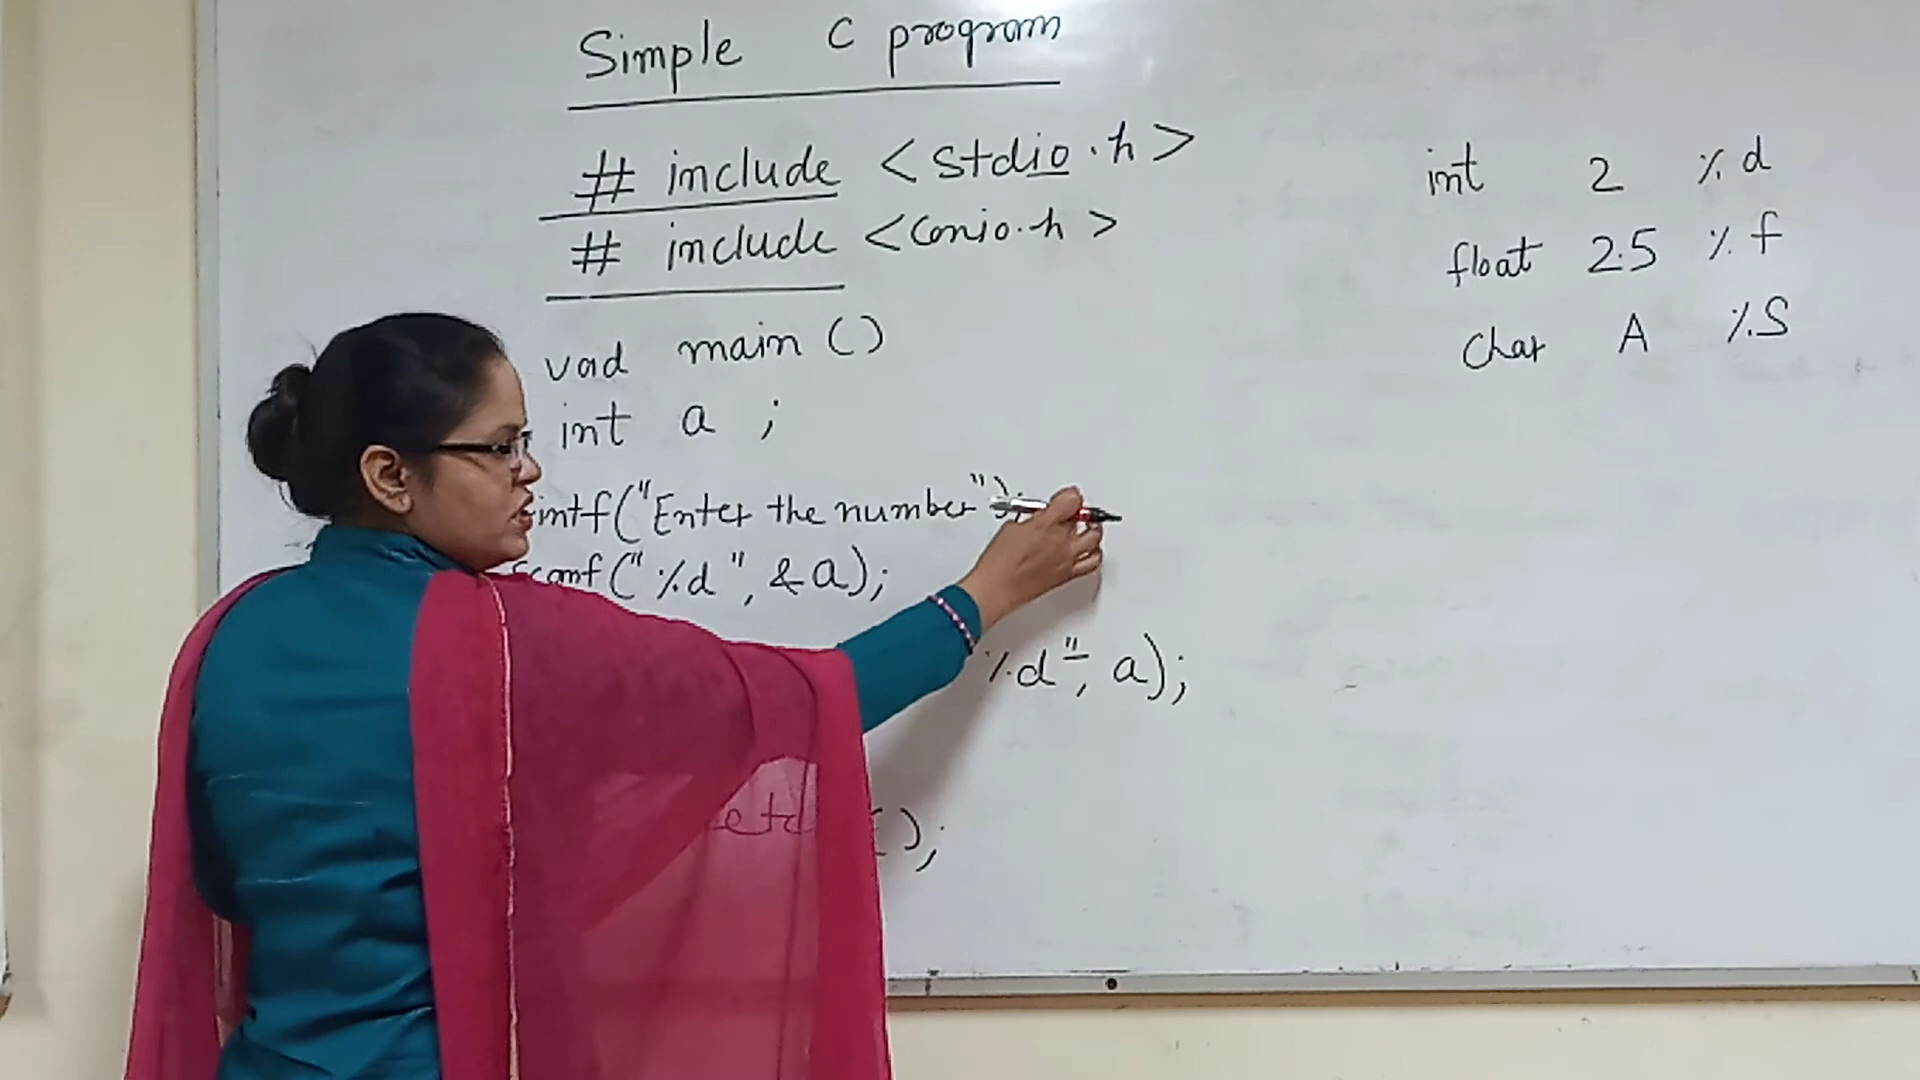 Simple C program
# include <stdio.h>
# include <conio.h>
void main ()
int a ;
intf("Enter the number");
scanf ("%d", &a);
%d", a);
();
int 2 %d
float 2.5 %f
Char A %S